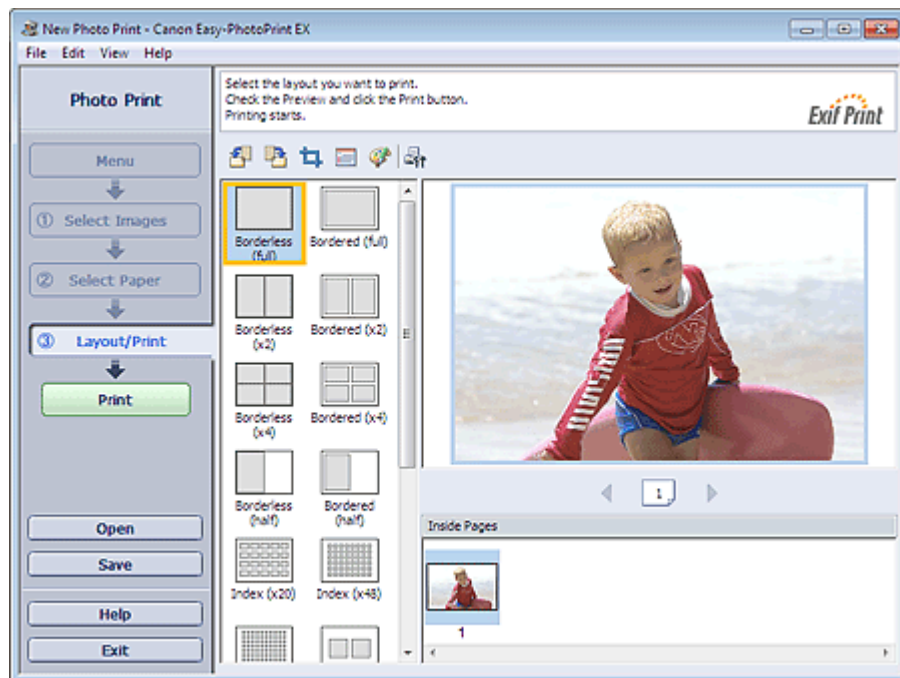 New Photo Print - Canon Easy-PhotoPrint EX
File Edit View Help
Photo Print
Select the layout you want to print.
Check the Preview and click the Print button.
Printing starts.
Exif Print
Menu
① Select Images
② Select Paper
③ Layout/Print
Print
Open
Save
Help
Exit
Borderless
(full)
Bordered (full)
Borderless
(x2)
Bordered (x2)
Borderless
(x4)
Bordered (x4)
Borderless
(half)
Bordered
(half)
Index (x20)
Index (x48)
1
Inside Pages
1